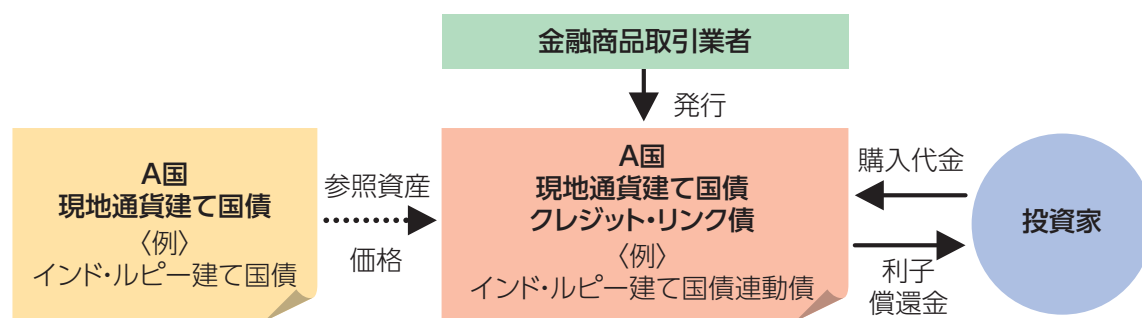 金融商品取引業者
発行
A国
現地通貨建て国債
〈例〉
インド・ルピー建て国債
参照資産
価格
A国
現地通貨建て国債
クレジット・リンク債
〈例〉
インド・ルピー建て国債連動債
購入代金
利子
償還金
投資家